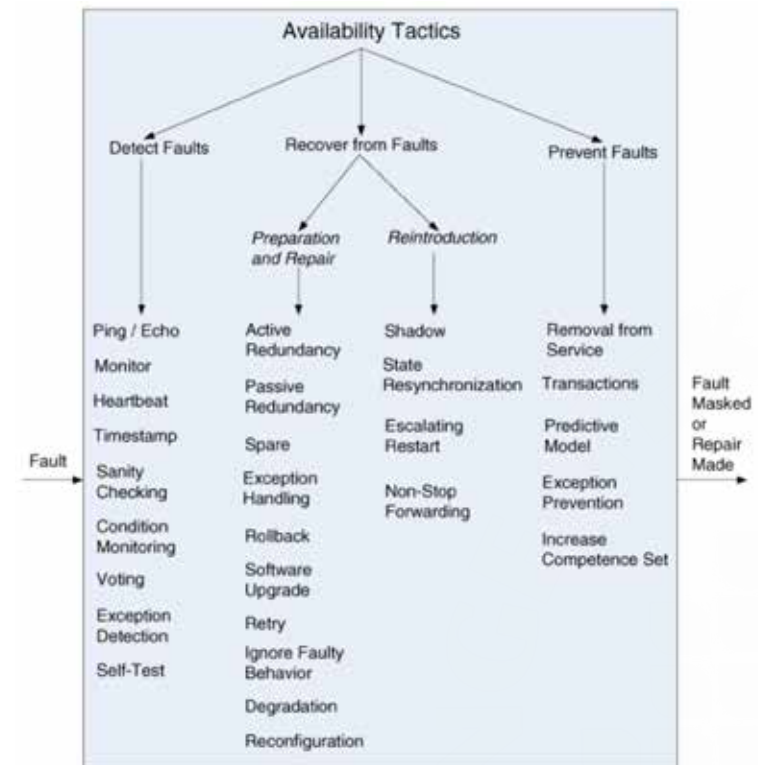 Availability Tactics
Detect Faults
Recover from Faults
Prevent Faults
Preparation
and Repair
Reintroduction
Fault
Ping / Echo
Monitor
Heartbeat
Timestamp
Sanity
Checking
Condition
Monitoring
Voting
Exception
Detection
Self-Test
Active
Redundancy
Passive
Redundancy
Spare
Exception
Handling
Rollback
Software
Upgrade
Retry
Ignore Faulty
Behavior
Degradation
Reconfiguration
Shadow
State
Resynchronization
Escalating
Restart
Non-Stop
Forwarding
Removal from
Service
Transactions
Predictive
Model
Exception
Prevention
Increase
Competence Set
Fault
Masked
or
Repair
Made